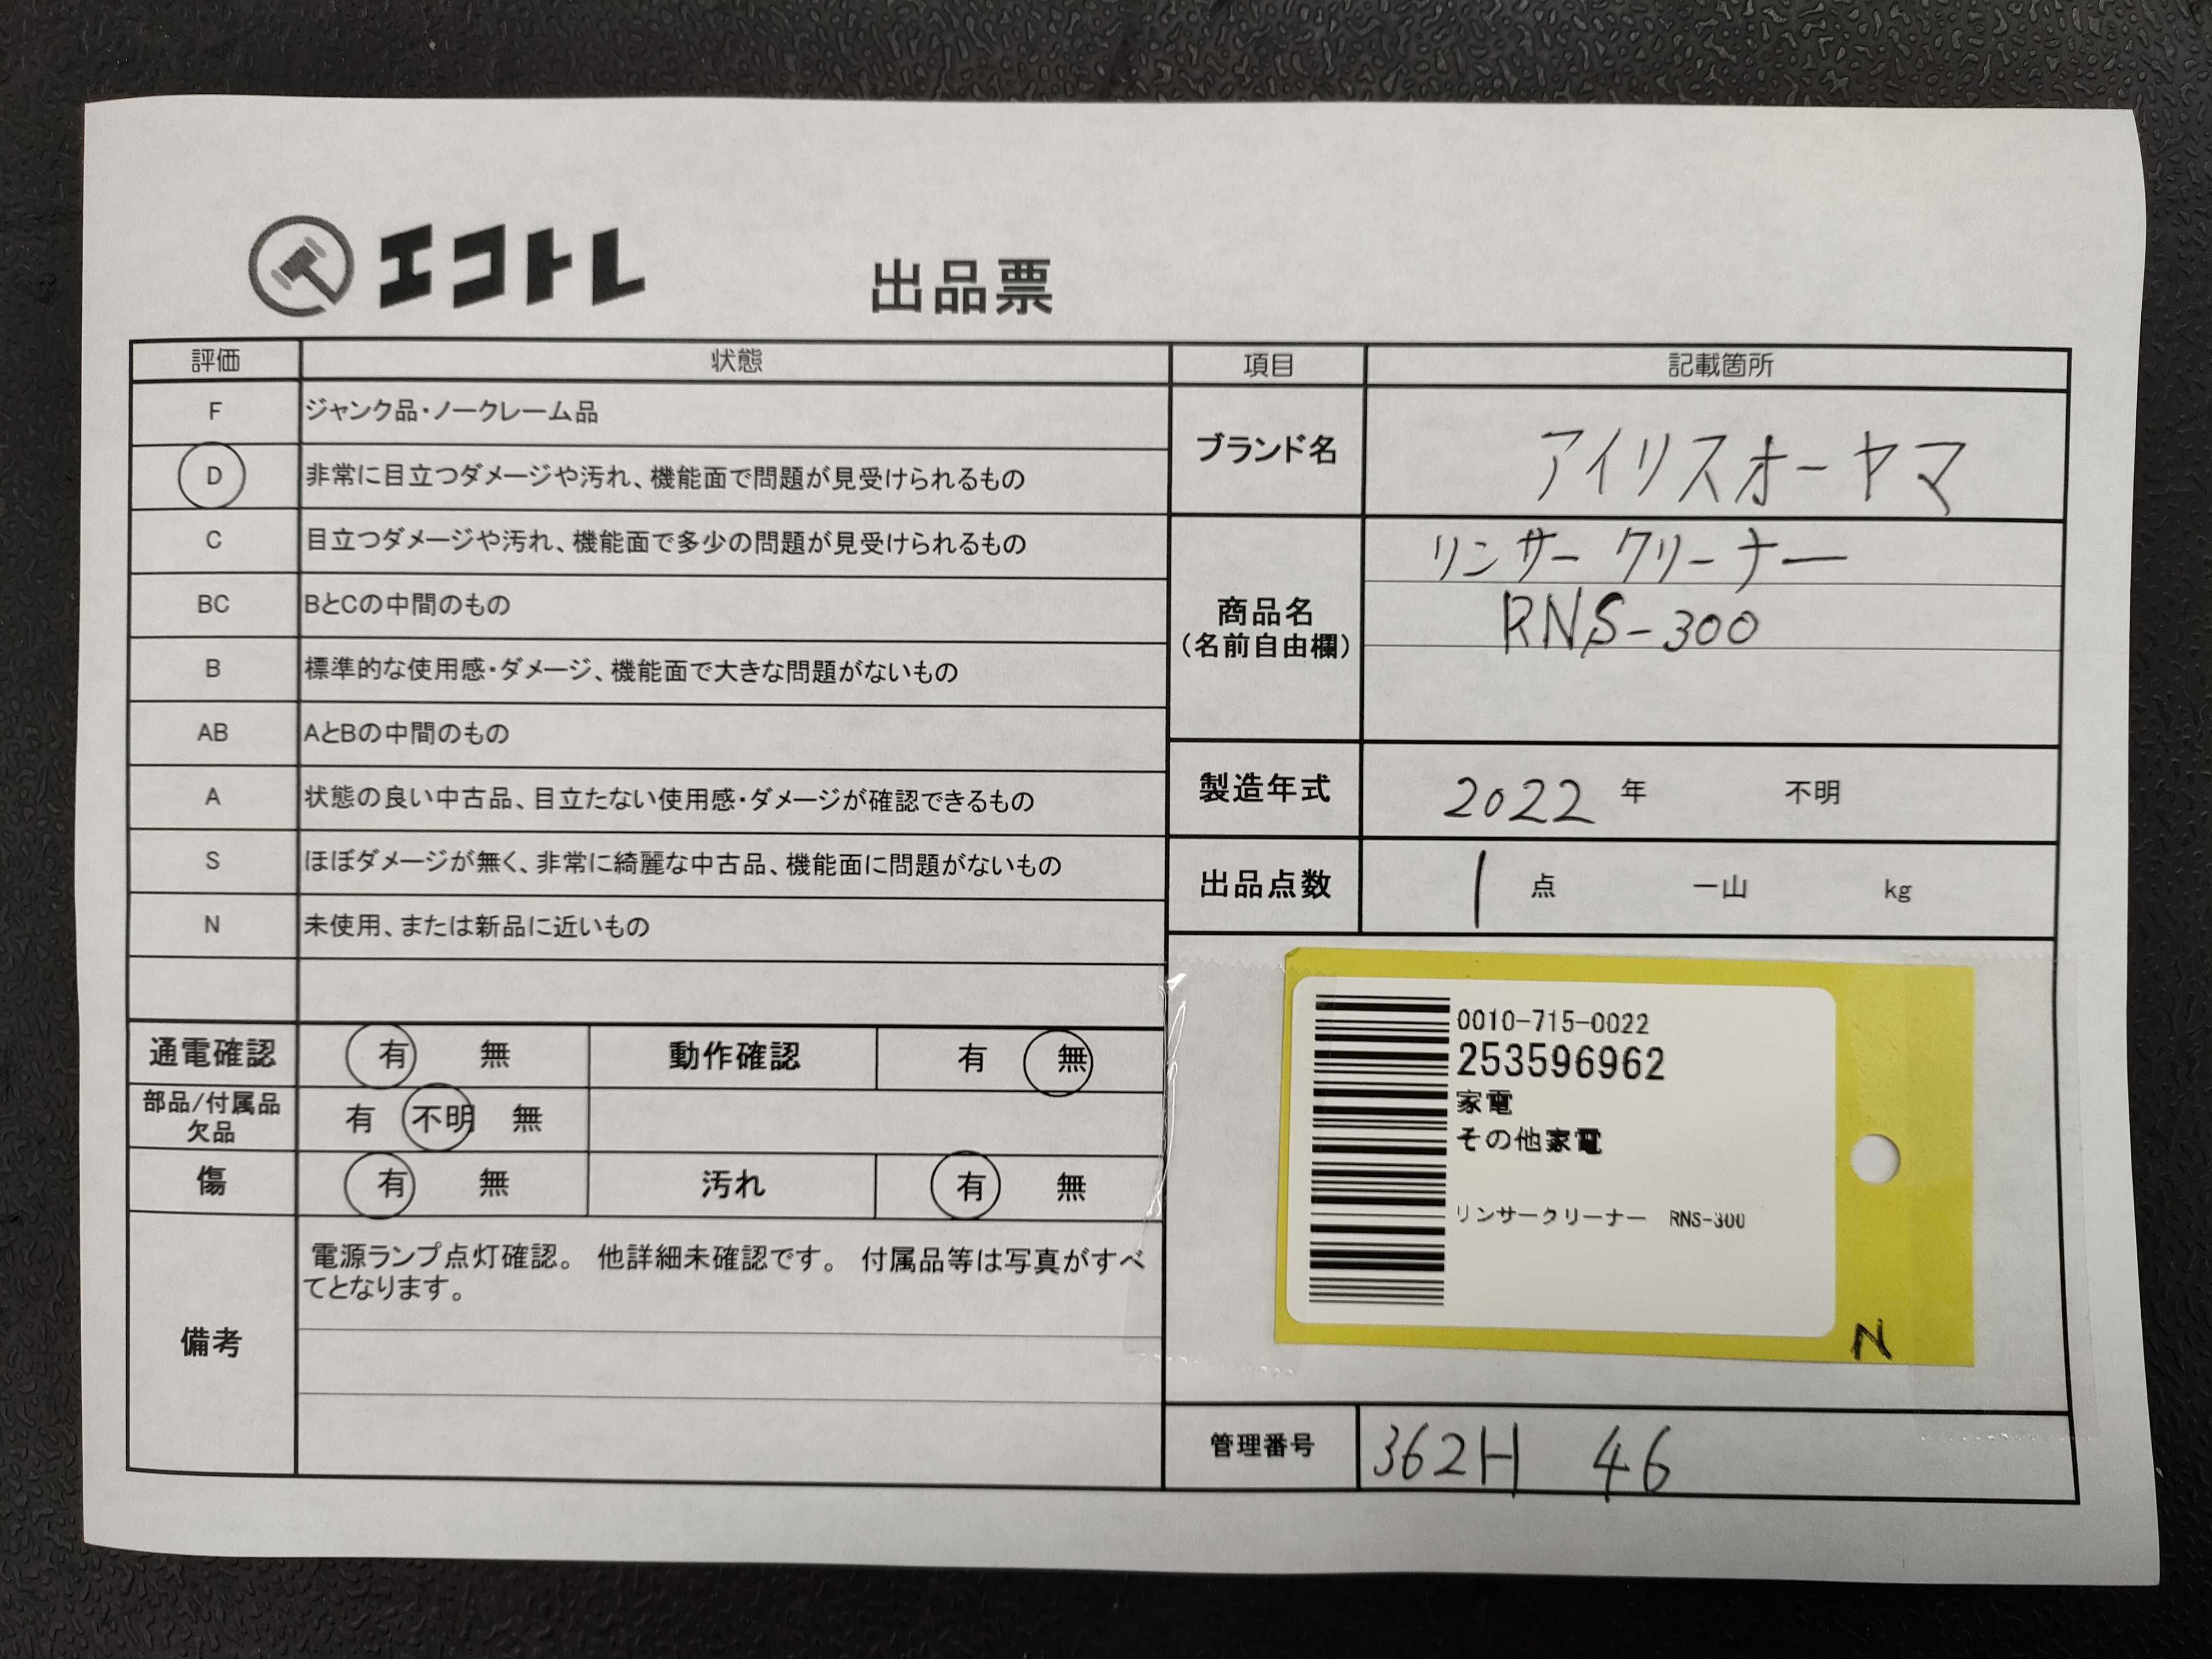 エコトレ
出品票
評価 状態
F ジャンク品・ノークレーム品
D 非常に目立つダメージや汚れ、機能面で問題が見受けられるもの
C 目立つダメージや汚れ、機能面で多少の問題が見受けられるもの
BC BとCの中間のもの
B 標準的な使用感・ダメージ、機能面で大きな問題がないもの
AB AとBの中間のもの
A 状態の良い中古品、目立たない使用感・ダメージが確認できるもの
S ほぼダメージが無く、非常に綺麗な中古品、機能面に問題がないもの
N 未使用、または新品に近いもの
通電確認 有 無 動作確認 有 無
部品/付属品
欠品
有 不明 無
傷 有 無 汚れ 有 無
備考
電源ランプ点灯確認。 他詳細未確認です。 付属品等は写真がすべ
てとなります。
項目 記載箇所
ブランド名 アイリスオーヤマ
商品名
(名前自由欄)
リンサークリーナー
RNS-300
製造年式 2022 年 不明
出品点数 1 点 一山 kg
0010-715-0022
253596962
家電
その他家電
リンサークリーナー RNS-300
N
管理番号 362H 46